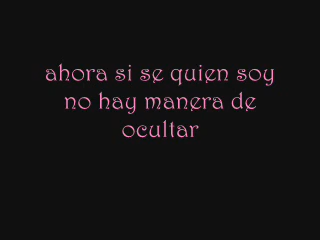 ahora si se quien soy
no hay manera de
ocultar